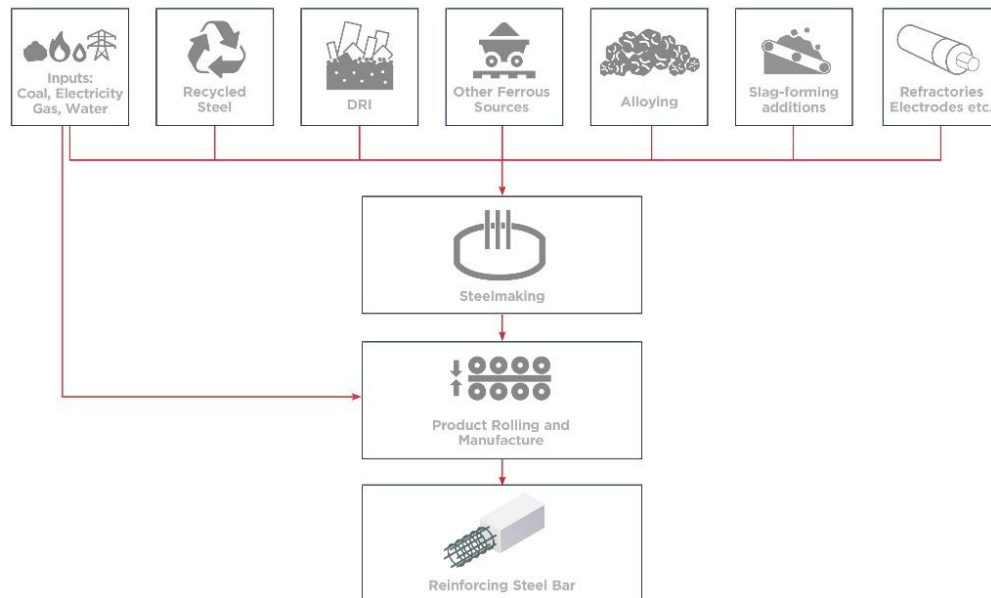 Inputs:
Coal, Electricity
Gas, Water
Recycled
Steel
DRI
Other Ferrous
Sources
Alloying
Slag-forming
additions
Refractories
Electrodes etc.
Steelmaking
Product Rolling and
Manufacture
Reinforcing Steel Bar